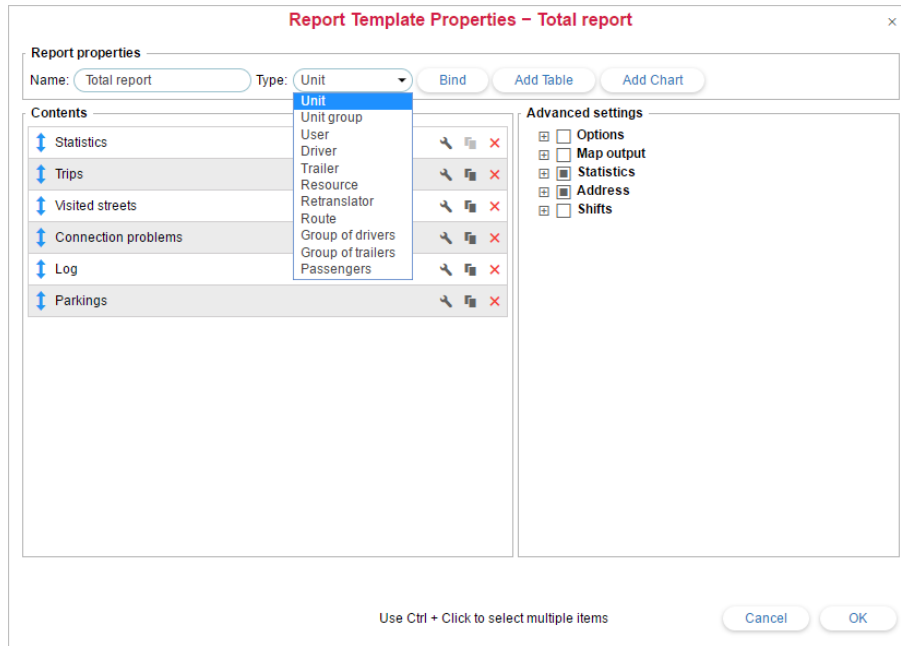 Report Template Properties – Total report
Report properties
Name: Total report Type: Unit Bind Add Table Add Chart
Unit
Unit group
User
Driver
Trailer
Resource
Retranslator
Route
Group of drivers
Group of trailers
Passengers
Contents
Statistics
Trips
Visited streets
Connection problems
Log
Parkings
Advanced settings
Options
Map output
Statistics
Address
Shifts
Use Ctrl + Click to select multiple items
Cancel OK